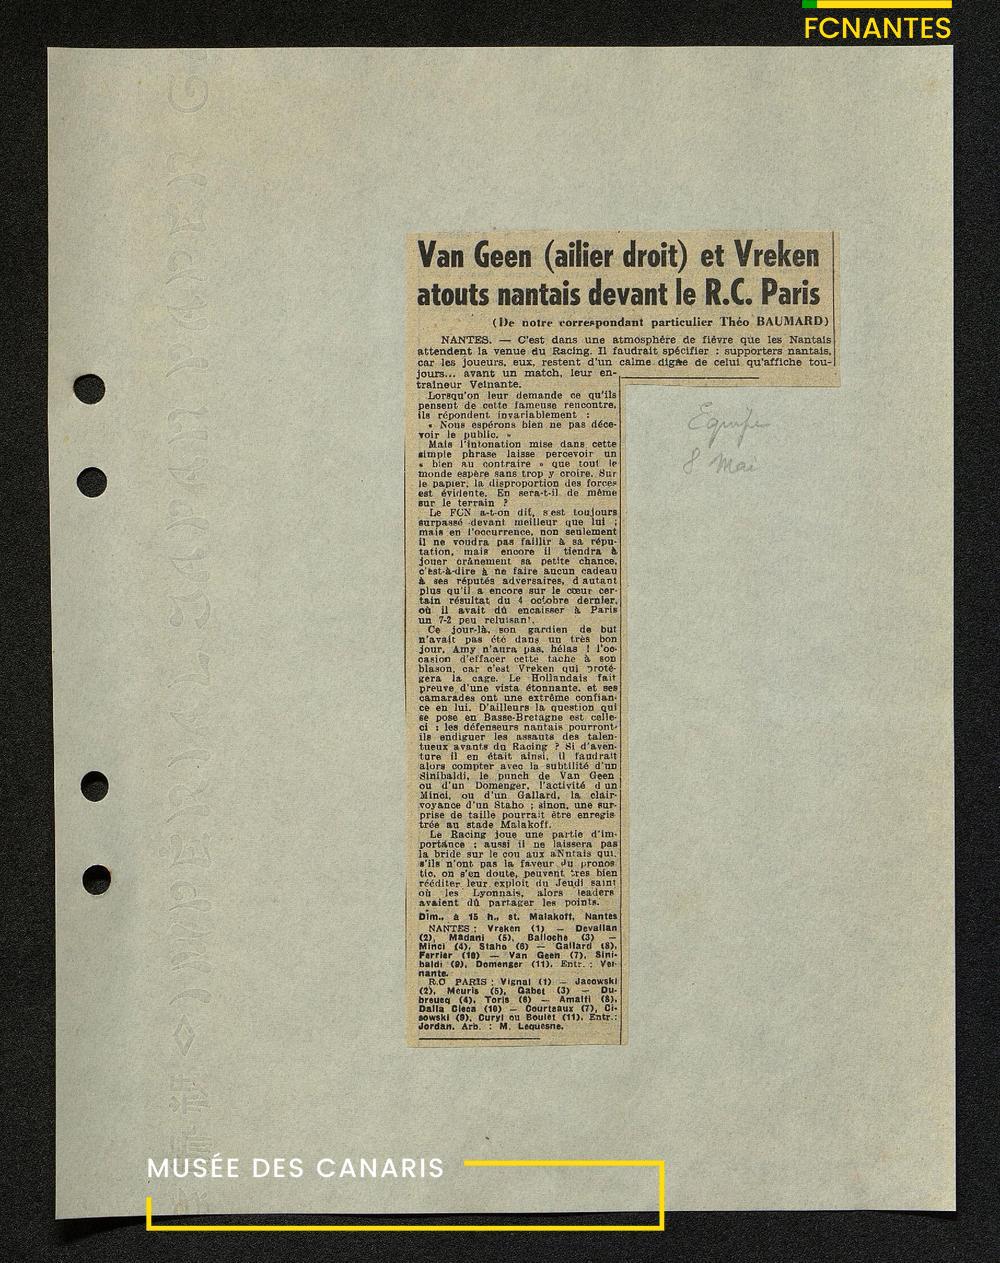 FCNANTES
Van Geen (ailier droit) et Vreken
atouts nantais devant le R.C. Paris
(De notre correspondant particulier Théo BAUMARD)
NANTES. — C'est dans une atmosphère de fièvre que les Nantais
attendent la venue du Racing. Il faudrait spécifier : supporters nantais,
car les joueurs, eux, restent d'un calme digne de celui qu'affiche tou-
jours... avant un match, leur en-
traîneur Veinante.
Lorsqu'on leur demande ce qu'ils
pensent de cette fameuse rencontre,
ils répondent invariablement :
« Nous espérons bien ne pas déce-
voir le public. »
Mais l'intonation mise dans cette
simple phrase laisse percevoir un
« bien au contraire » que tout le
monde espère sans trop y croire. Sur
le papier, la disproportion des forces
est évidente. En sera-t-il de même
sur le terrain ?
Le FCN a-t-on dit, s'est toujours
surpassé devant meilleur que lui ;
mais en l'occurrence, non seulement
il ne voudra pas faillir à sa répu-
tation, mais encore il tiendra à
jouer crânement sa petite chance,
c'est-à-dire à ne faire aucun cadeau
à ses réputés adversaires, d'autant
plus qu'il a encore sur le cœur cer-
tain résultat du 4 octobre dernier,
où il avait dû encaisser à Paris
un 7-2 peu reluisant.
Ce jour-là, son gardien de but
n'avait pas été dans un très bon
jour. Amy n'aura pas, hélas ! l'oc-
casion d'effacer cette tache à son
blason, car c'est Vreken qui proté-
gera la cage. Le Hollandais fait
preuve d'une vista étonnante, et ses
camarades ont une extrême confian-
ce en lui. D'ailleurs la question qui
se pose en Basse-Bretagne est celle-
ci : les défenseurs nantais pourront-
ils endiguer les assauts des talen-
tueux avants du Racing ? Si d'aven-
ture il en était ainsi, il faudrait
alors compter avec la subtilité d'un
Sinibaldi, le punch de Van Geen
ou d'un Domenger, l'activité d'un
Minci, ou d'un Gallard, la clair-
voyance d'un Staho ; sinon, une sur-
prise de taille pourrait être enregis
trée au stade Malakoff.
Le Racing joue une partie d'im-
portance ; aussi il ne laissera pas
la bride sur le cou aux aNntais qui,
s'ils n'ont pas la faveur du pronos
tic, on s'en doute, peuvent très bien
rééditer leur exploit du Jeudi saint
où les Lyonnais, alors leaders
avaient dû partager les points.
Dim., à 15 h., st. Malakoff, Nantes
NANTES : Vreken (1) — Devallan
(2), Madani (5), Balloche (3) —
Minci (4), Staho (6) — Gallard (8),
Ferrier (10) — Van Geen (7), Sini-
baldi (9), Domenger (11). Entr. : Vei
nante.
R.C PARIS : Vignal (1) — Jacowski
(2), Meuris (5), Gabet (3) — Du-
breucq (4), Toris (6) — Amalfi (8),
Dalla Cieca (10) — Courteaux (7), Ci-
sowski (9), Curyl ou Boulet (11). Entr.:
Jordan. Arb. : M. Lequesne.
Equipe
8 Mai
MUSÉE DES CANARIS